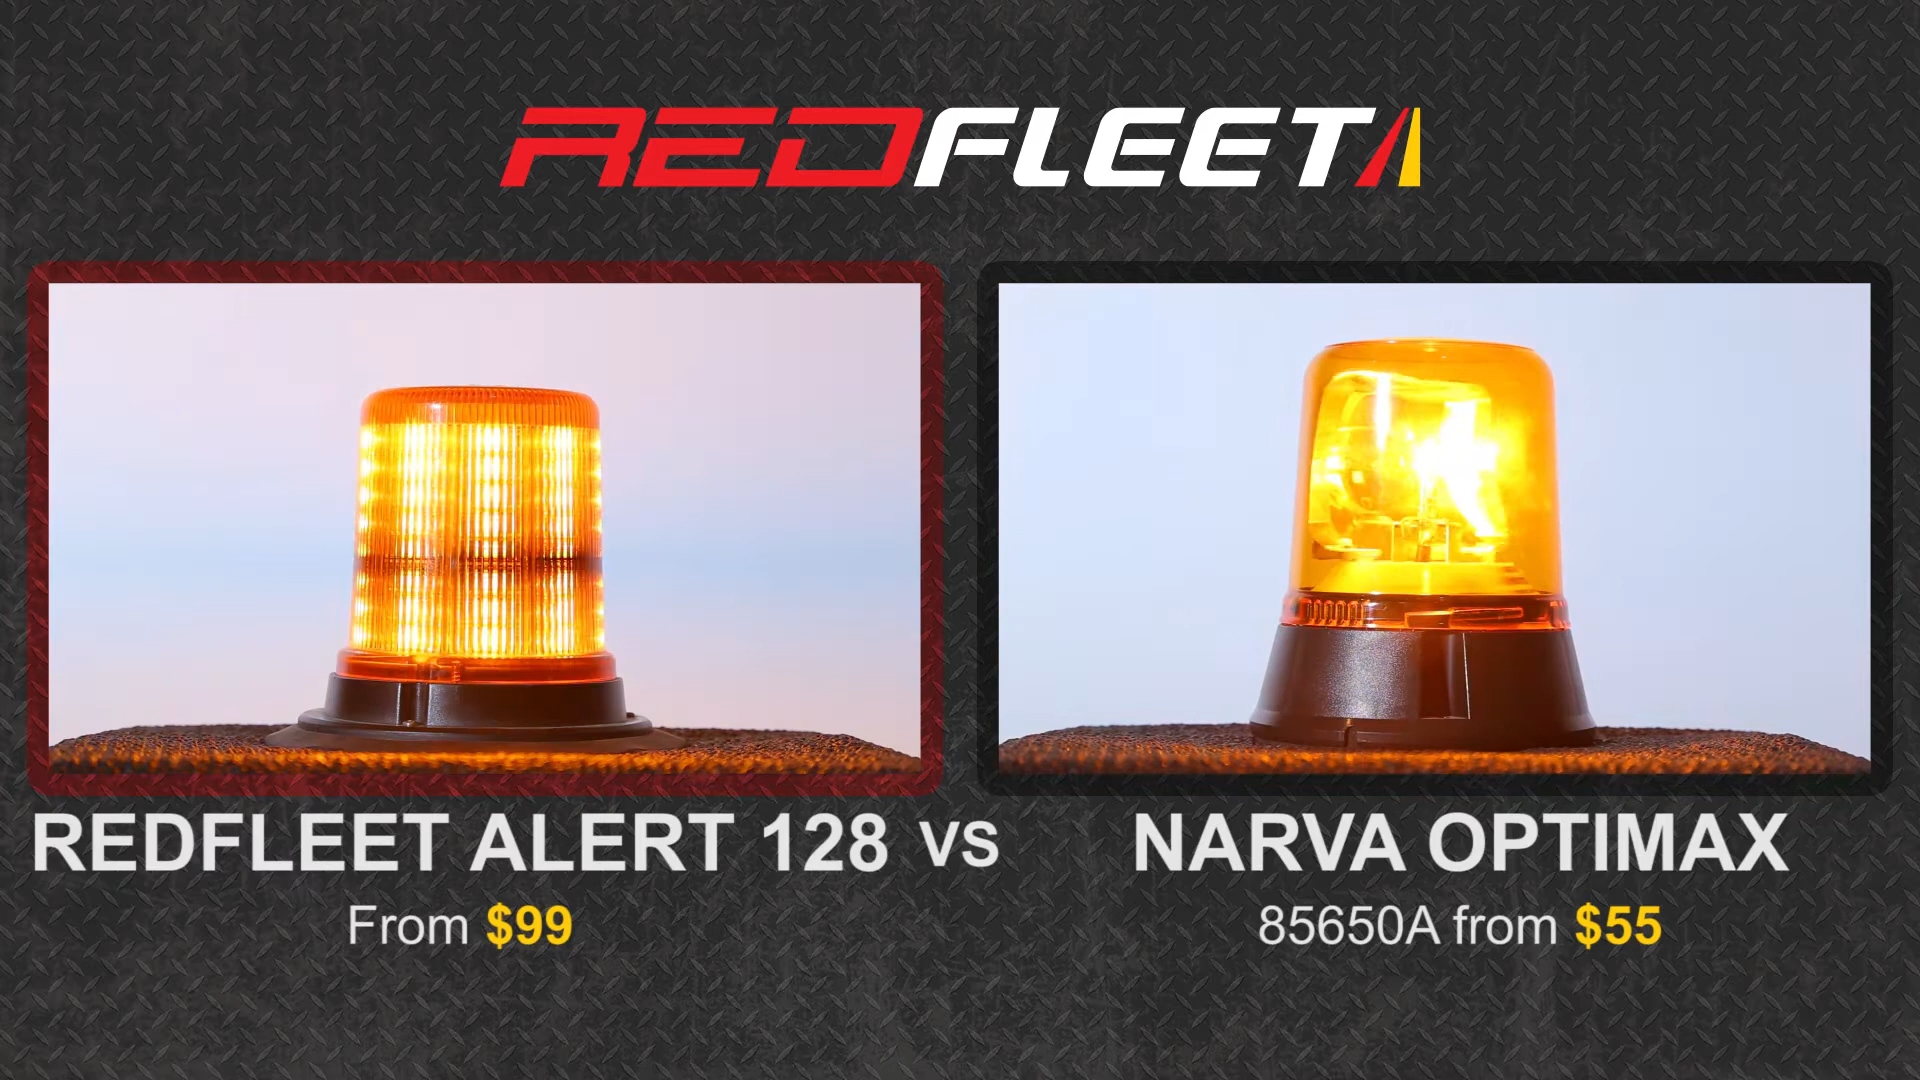 REDFLEET
REDFLEET ALERT 128 VS NARVA OPTIMAX
From $99
85650A from $55